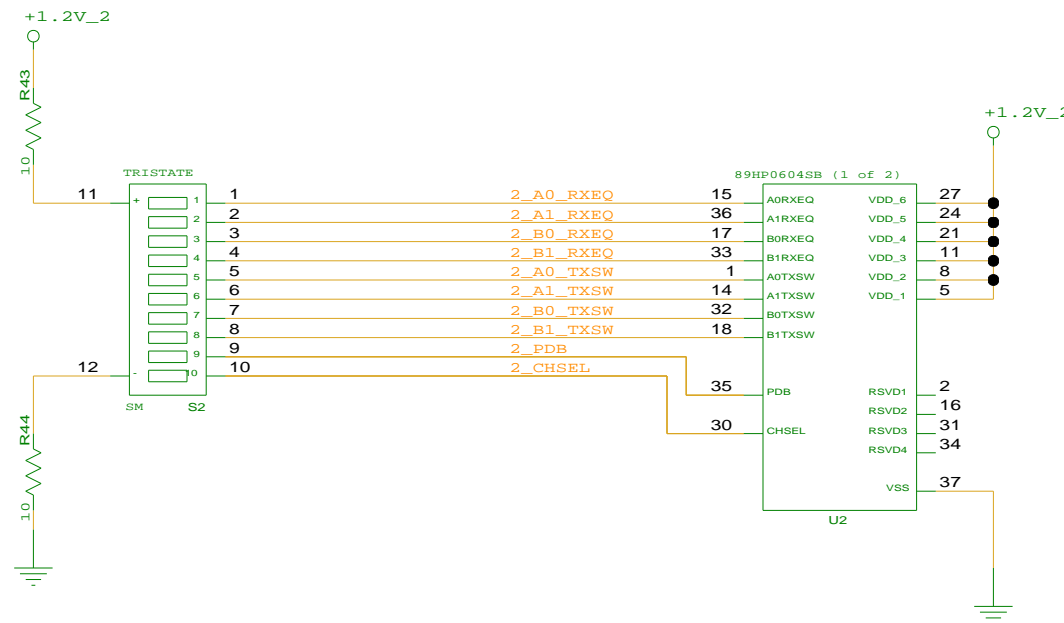 +1.2V_2
R43
10
+1.2V_2
TRISTATE
89HP0604SB (1 of 2)
11 + 1 1 2_A0_RXEQ 15 A0RXEQ VDD_6 27
2 2 2_A1_RXEQ 36 A1RXEQ VDD_5 24
3 3 2_B0_RXEQ 17 B0RXEQ VDD_4 21
4 4 2_B1_RXEQ 33 B1RXEQ VDD_3 11
5 5 2_A0_TXSW 1 A0TXSW VDD_2 8
6 6 2_A1_TXSW 14 A1TXSW VDD_1 5
7 7 2_B0_TXSW 32 B0TXSW
8 8 2_B1_TXSW 18 B1TXSW
9 9 2_PDB
12 - 10 10 2_CHSEL
35 PDB RSVD1 2
SM S2
RSVD2 16
30 CHSEL RSVD3 31
RSVD4 34
R44
10
VSS 37
U2